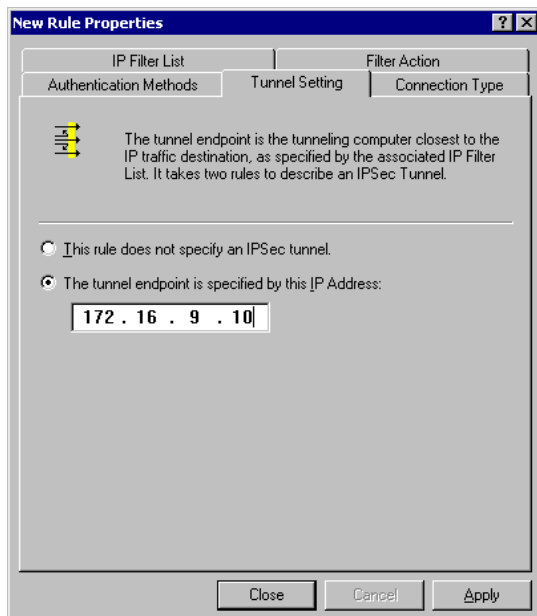 New Rule Properties
IP Filter List
Filter Action
Authentication Methods
Tunnel Setting
Connection Type
The tunnel endpoint is the tunneling computer closest to the
IP traffic destination, as specified by the associated IP Filter
List. It takes two rules to describe an IPSec Tunnel.
This rule does not specify an IPSec tunnel.
The tunnel endpoint is specified by this IP Address:
172 . 16 . 9 . 10
Close
Cancel
Apply